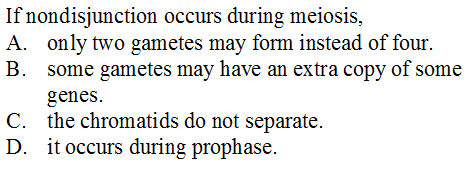 If nondisjunction occurs during meiosis,
A. only two gametes may form instead of four.
B. some gametes may have an extra copy of some
genes.
C. the chromatids do not separate.
D. it occurs during prophase.